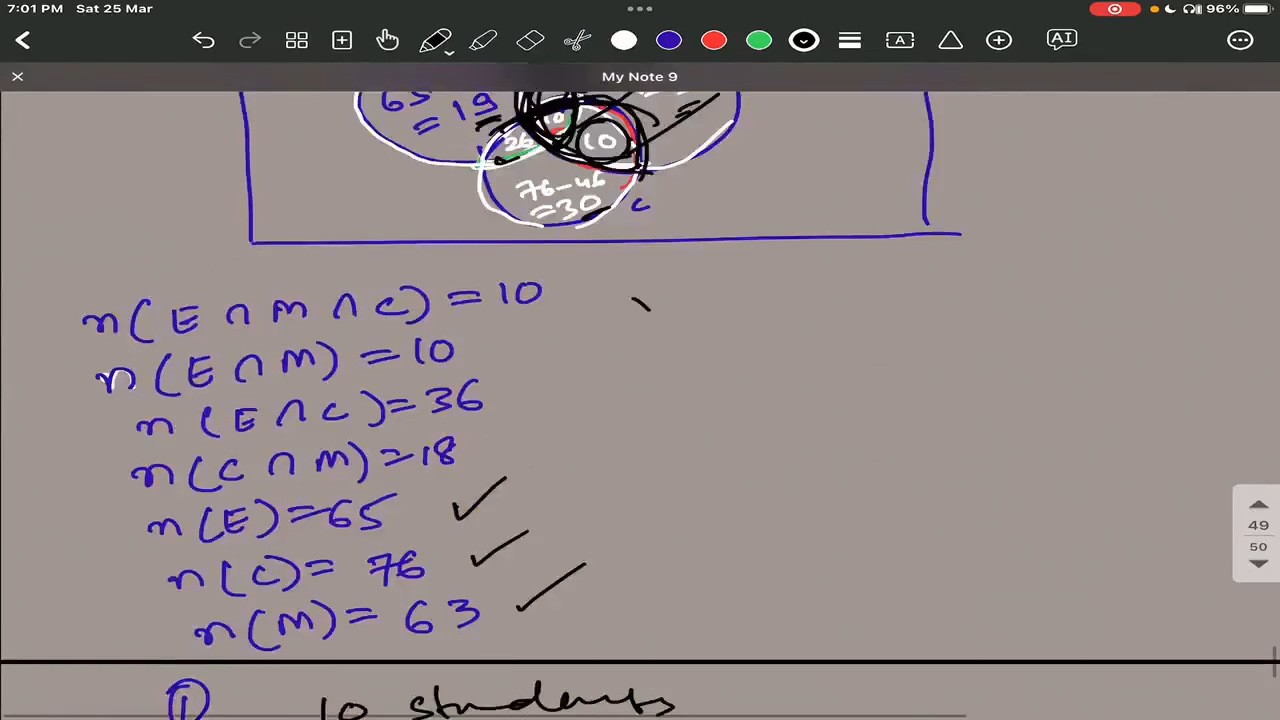 7:01 PM Sat 25 Mar 96%
AI
My Note 9
65
= 19
10
26 10
76-46
=30 C
n(E ∩ M ∩ C) = 10
n(E ∩ M) = 10
n(E ∩ C) = 36
n(C ∩ M) = 18
n(E) = 65
n(C) = 76
n(M) = 63
49
50
① 10 students